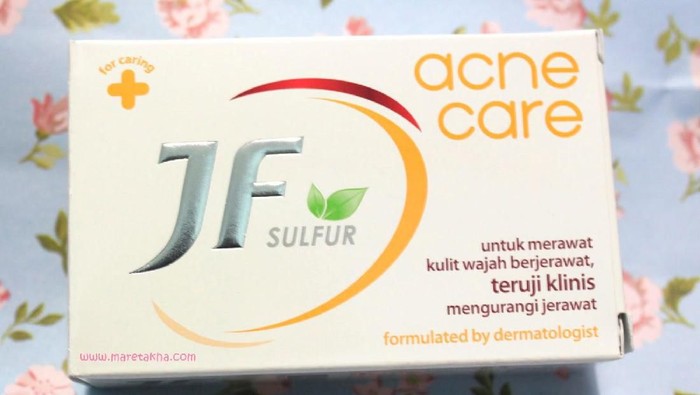 for caring
acne
care
JF
SULFUR
untuk merawat
kulit wajah berjerawat,
teruji klinis
mengurangi jerawat
formulated by dermatologist
www.maretakha.com